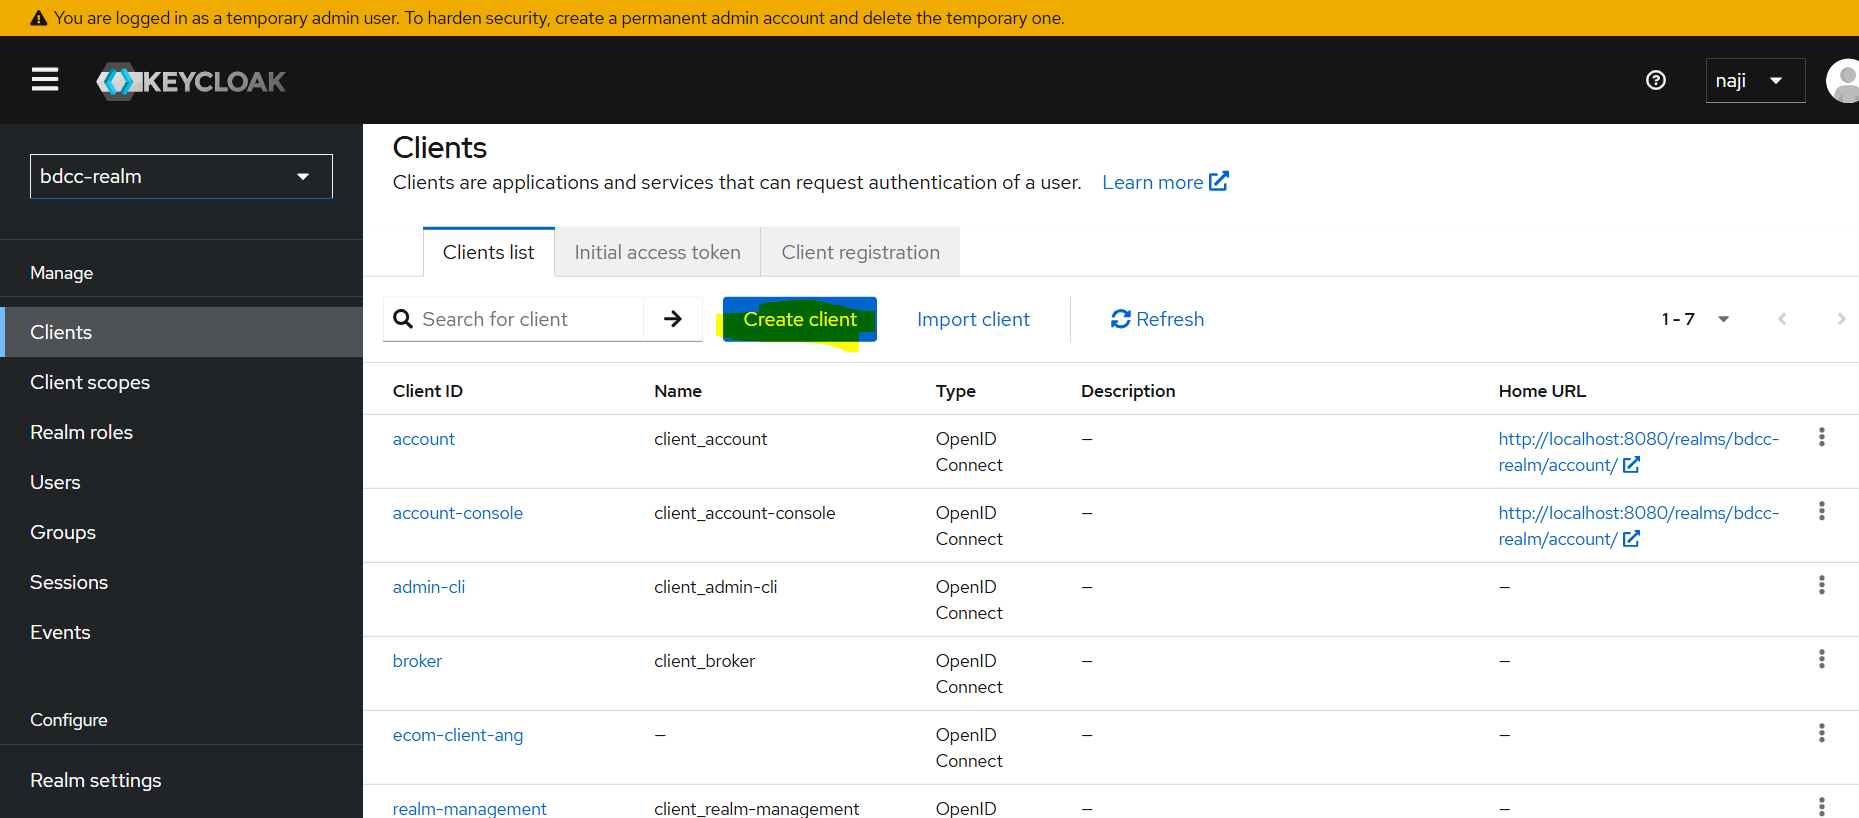 You are logged in as a temporary admin user. To harden security, create a permanent admin account and delete the temporary one.
KEYCLOAK
naji
bdcc-realm
Manage
Clients
Client scopes
Realm roles
Users
Groups
Sessions
Events
Configure
Realm settings
Clients
Clients are applications and services that can request authentication of a user. Learn more
Clients list Initial access token Client registration
Search for client Create client Import client Refresh 1 - 7
Client ID Name Type Description Home URL
account client_account OpenID – http://localhost:8080/realms/bdcc-
Connect realm/account/
account-console client_account-console OpenID – http://localhost:8080/realms/bdcc-
Connect realm/account/
admin-cli client_admin-cli OpenID – –
Connect
broker client_broker OpenID – –
Connect
ecom-client-ang – OpenID – –
Connect
realm-management client_realm-management OpenID – –